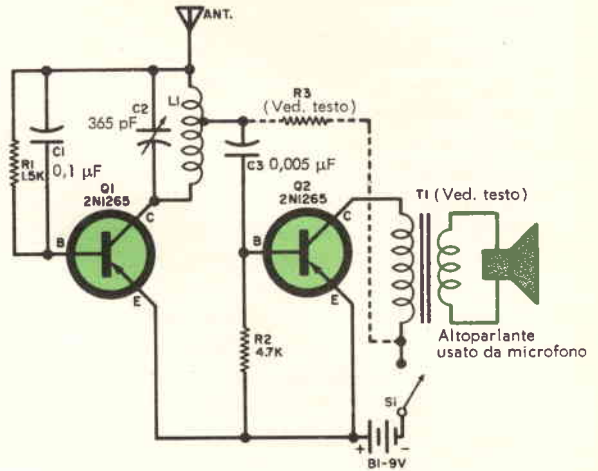 ANT.
R3
(Ved. testo)
L1
C2
365 pF
C1
0,1 µF
R1
1.5K
C3 0,005 µF
Q1
2N1265
Q2
2N1265
T1 (Ved. testo)
C
C
B
B
E
E
R2
4.7K
Altoparlante
usato da microfono
S1
+
-
B1-9V